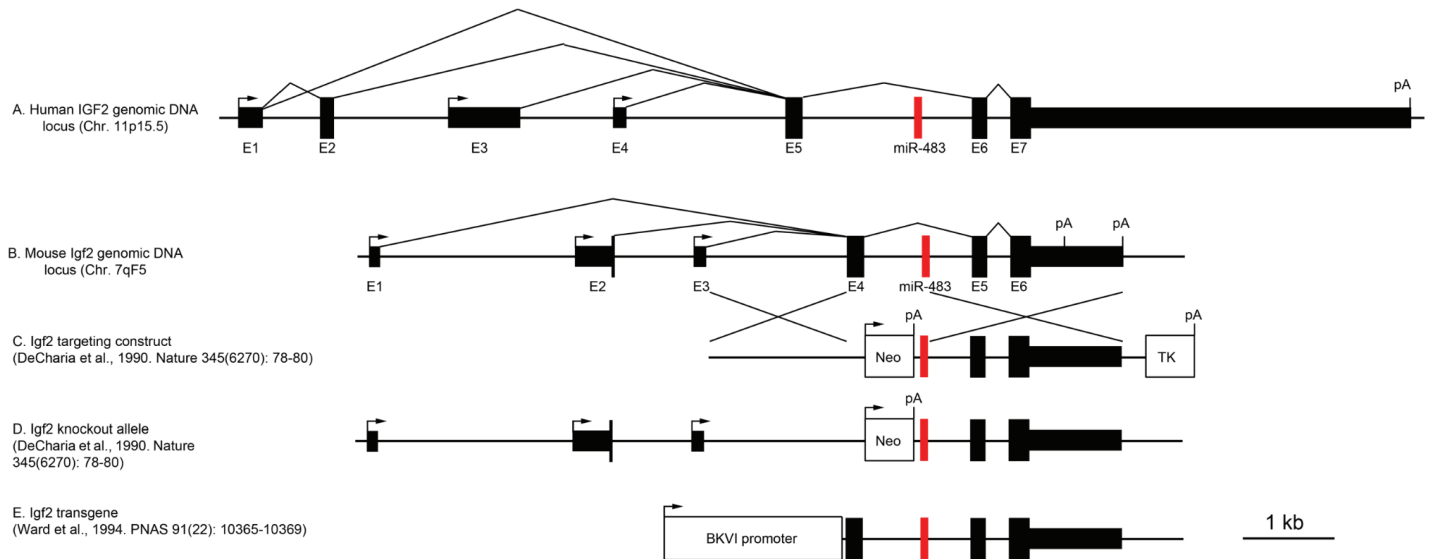 pA
A. Human IGF2 genomic DNA
locus (Chr. 11p15.5)
E1 E2 E3 E4 E5 miR-483 E6 E7
pA pA
B. Mouse Igf2 genomic DNA
locus (Chr. 7qF5
E1 E2 E3 E4 miR-483 E5 E6
pA pA
C. Igf2 targeting construct
(DeCharia et al., 1990. Nature 345(6270): 78-80)
Neo TK
pA
D. Igf2 knockout allele
(DeCharia et al., 1990. Nature
345(6270): 78-80)
Neo
E. Igf2 transgene
(Ward et al., 1994. PNAS 91(22): 10365-10369)
BKVI promoter
1 kb